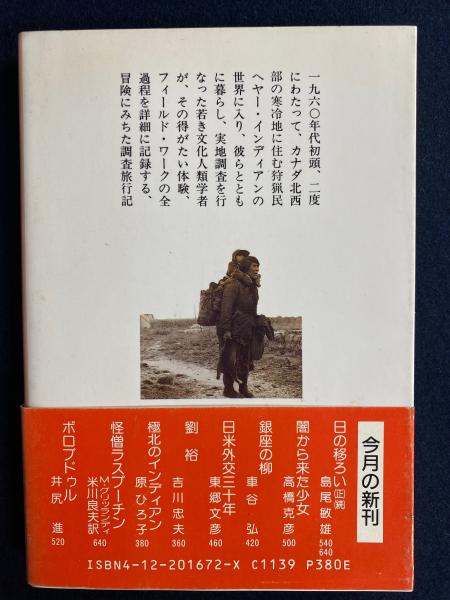 一九六〇年代初頭、二度
にわたって、カナダ北西
部の寒冷地に住む狩猟民
ヘヤー・インディアンの
世界に入り、彼らととも
に暮らし、実地調査を行
なった若き文化人類学者
が、その得がたい体験、
フィールド・ワークの全
過程を詳細に記録する、
冒険にみちた調査旅行記
今月の新刊
日の移ろい 正続 島尾敏雄 540 640
闇から来た少女 高橋克彦 500
銀座の柳 車谷弘 420
日米外交三十年 東郷文彦 460
劉裕 吉川忠夫 360
極北のインディアン 原ひろ子 380
怪僧ラスプーチン M・グリッランディ 米川良夫訳 640
ボロブドゥル 井尻進 520
ISBN4-12-201672-X C1139 P380E